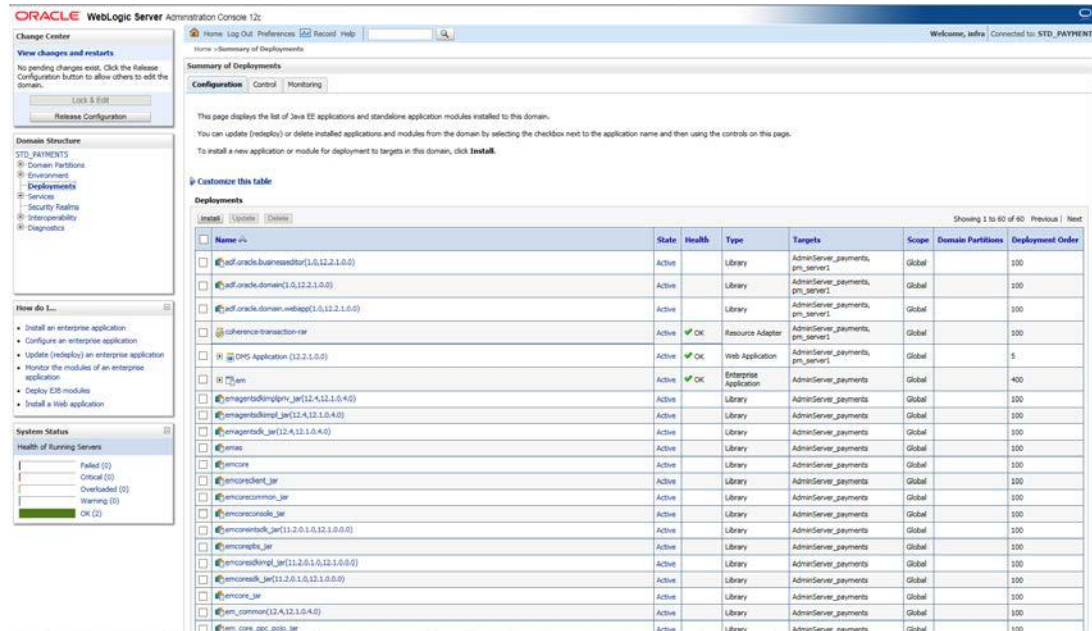 ORACLE WebLogic Server Administration Console 12c
Change Center
View changes and restarts
No pending changes exist. Click the Release
Configuration button to allow others to edit the
domain.
Lock & Edit
Release Configuration
Domain Structure
STD_PAYMENTS
Domain Partitions
Environment
Deployments
Services
Security Realms
Interoperability
Diagnostics
How do I...
Install an enterprise application
Configure an enterprise application
Update (redeploy) an enterprise application
Monitor the modules of an enterprise
application
Deploy EJB modules
Install a Web application
System Status
Health of Running Servers
Failed (0)
Critical (0)
Overloaded (0)
Warning (0)
OK (2)
Home Log Out Preferences Record Help
Welcome, infra Connected to: STD_PAYMENT
Home >Summary of Deployments
Summary of Deployments
Configuration Control Monitoring
This page displays the list of Java EE applications and standalone application modules installed to this domain.
You can update (redeploy) or delete installed applications and modules from the domain by selecting the checkbox next to the application name and then using the controls on this page.
To install a new application or module for deployment to targets in this domain, click Install.
Customize this table
Deployments
Install Update Delete Showing 1 to 60 of 60 Previous | Next
Name State Health Type Targets Scope Domain Partitions Deployment Order
adf.oracle.businesseditor(1.0,12.2.1.0.0) Active Library AdminServer_payments, pm_server1 Global 100
adf.oracle.domain(1.0,12.2.1.0.0) Active Library AdminServer_payments, pm_server1 Global 100
adf.oracle.domain.webapp(1.0,12.2.1.0.0) Active Library AdminServer_payments, pm_server1 Global 100
coherence-transaction-rar Active OK Resource Adapter AdminServer_payments, pm_server1 Global 100
DMS Application (12.2.1.0.0) Active OK Web Application AdminServer_payments, pm_server1 Global 5
em Active OK Enterprise Application AdminServer_payments Global 400
emagentsdkimplpriv_jar(12.4,12.1.0.4.0) Active Library AdminServer_payments Global 100
emagentsdkimpl_jar(12.4,12.1.0.4.0) Active Library AdminServer_payments Global 100
emagentsdk_jar(12.4,12.1.0.4.0) Active Library AdminServer_payments Global 100
emas Active Library AdminServer_payments Global 100
emcore Active Library AdminServer_payments Global 100
emcoreclient_jar Active Library AdminServer_payments Global 100
emcorecommon_jar Active Library AdminServer_payments Global 100
emcoreconsole_jar Active Library AdminServer_payments Global 100
emcoreintsdk_jar(11.2.0.1.0,12.1.0.0.0) Active Library AdminServer_payments Global 100
emcorepbs_jar Active Library AdminServer_payments Global 100
emcoresdkimpl_jar(11.2.0.1.0,12.1.0.0.0) Active Library AdminServer_payments Global 100
emcoresdk_jar(11.2.0.1.0,12.1.0.0.0) Active Library AdminServer_payments Global 100
emcore_jar Active Library AdminServer_payments Global 100
em_common(12.4,12.1.0.4.0) Active Library AdminServer_payments Global 100
em_core_ppc_pojo_jar Active Library AdminServer_payments Global 100